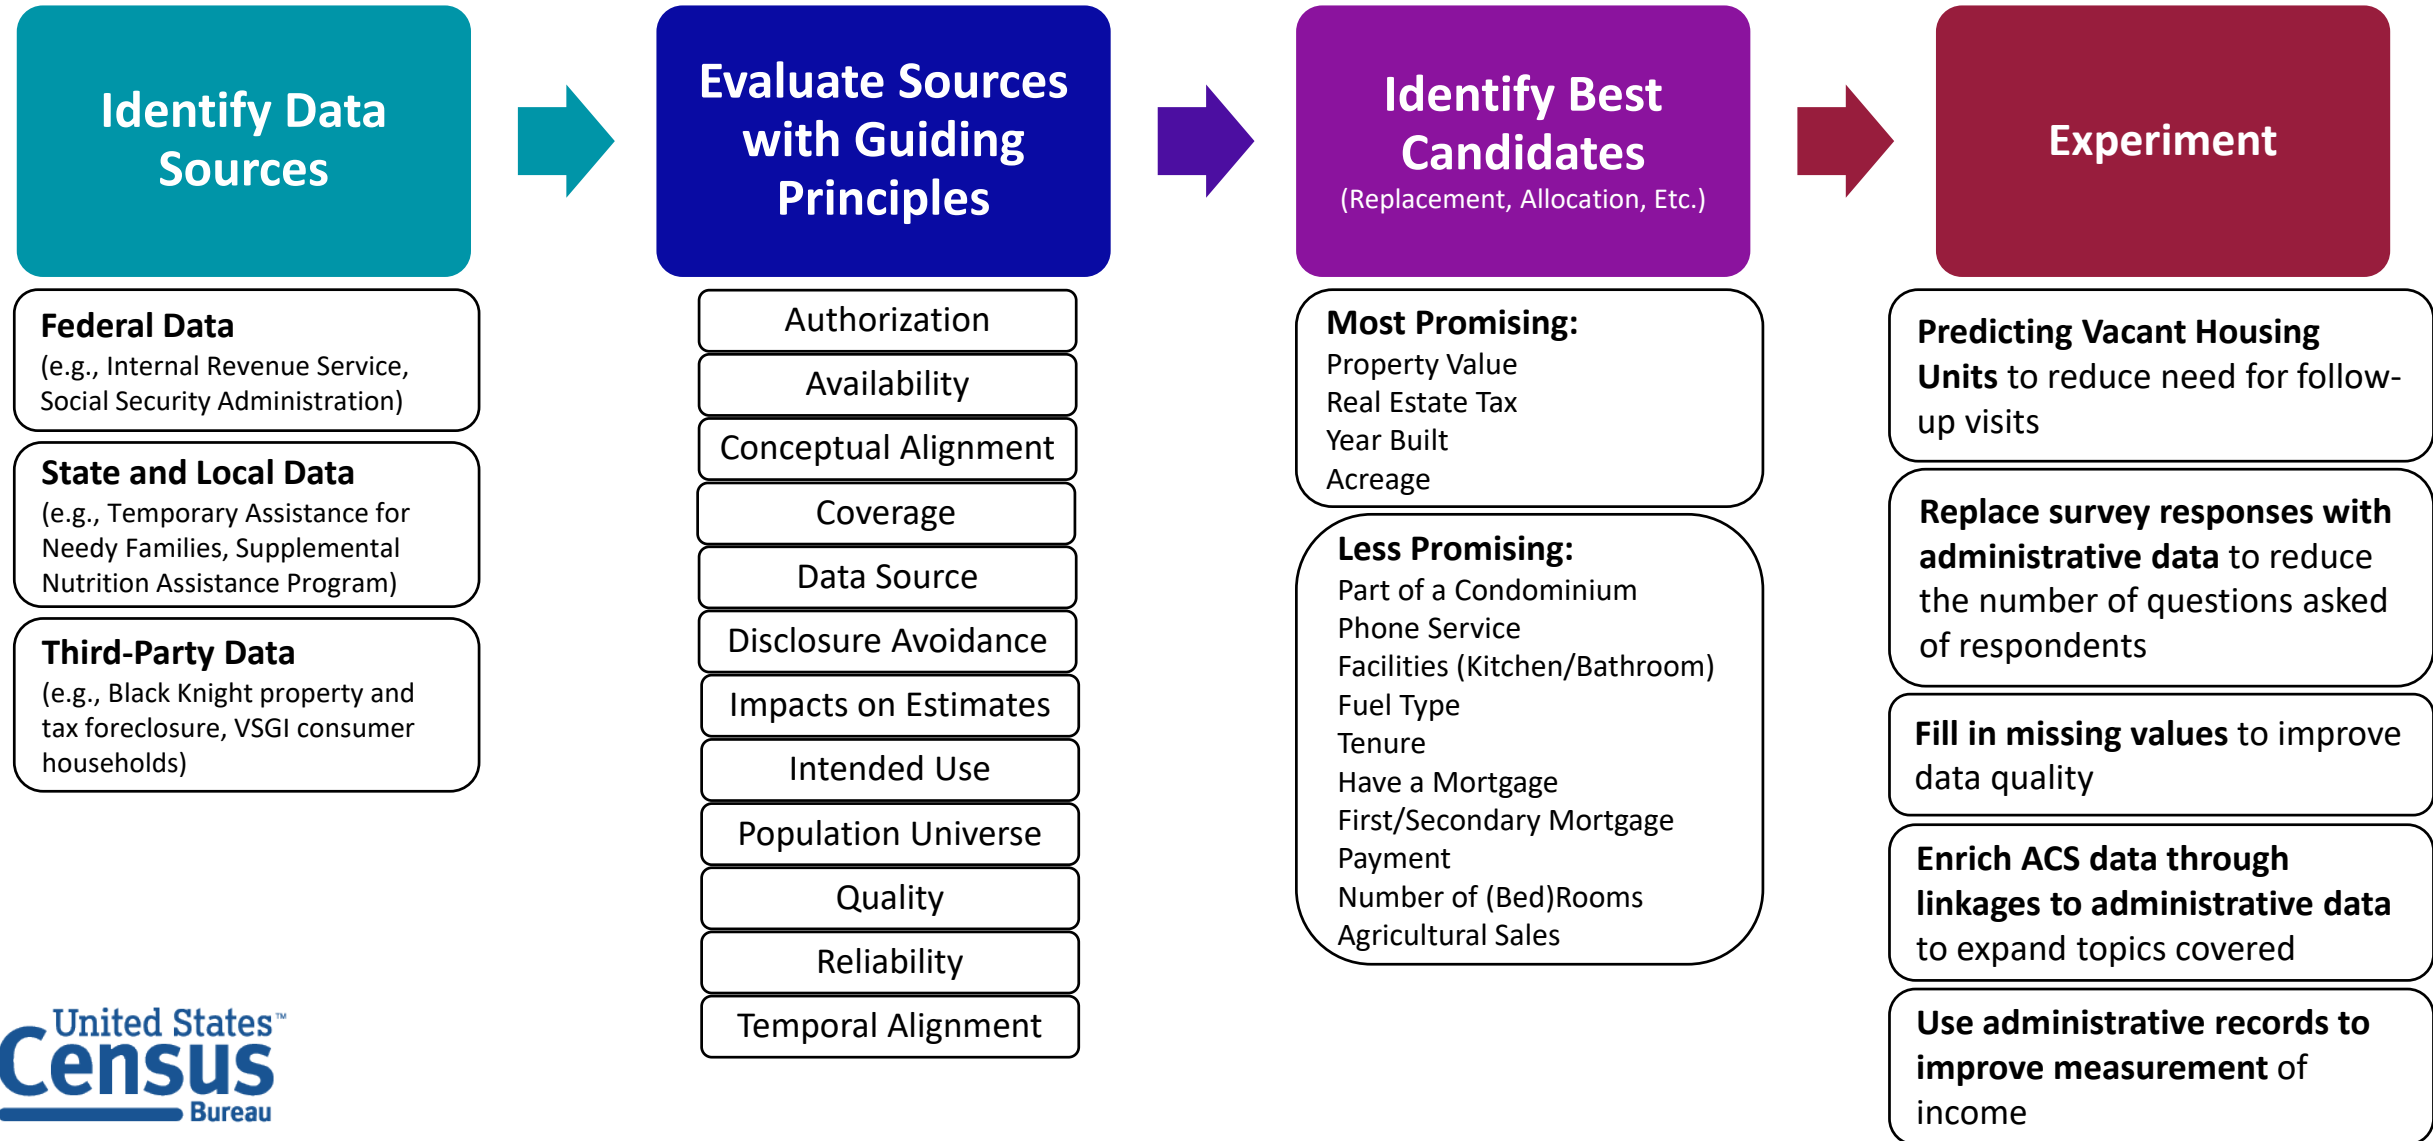 Identify Data
Sources
Federal Data
(e.g., Internal Revenue Service,
Social Security Administration)
State and Local Data
(e.g., Temporary Assistance for
Needy Families, Supplemental
Nutrition Assistance Program)
Third-Party Data
(e.g., Black Knight property and
tax foreclosure, VSGI consumer
households)
Evaluate Sources
with Guiding
Principles
Authorization
Availability
Conceptual Alignment
Coverage
Data Source
Disclosure Avoidance
Impacts on Estimates
Intended Use
Population Universe
Quality
Reliability
Temporal Alignment
Identify Best
Candidates
(Replacement, Allocation, Etc.)
Most Promising:
Property Value
Real Estate Tax
Year Built
Acreage
Less Promising:
Part of a Condominium
Phone Service
Facilities (Kitchen/Bathroom)
Fuel Type
Tenure
Have a Mortgage
First/Secondary Mortgage
Payment
Number of (Bed)Rooms
Agricultural Sales
Experiment
Predicting Vacant Housing
Units to reduce need for follow-
up visits
Replace survey responses with
administrative data to reduce
the number of questions asked
of respondents
Fill in missing values to improve
data quality
Enrich ACS data through
linkages to administrative data
to expand topics covered
Use administrative records to
improve measurement of
income
United States™
Census
Bureau